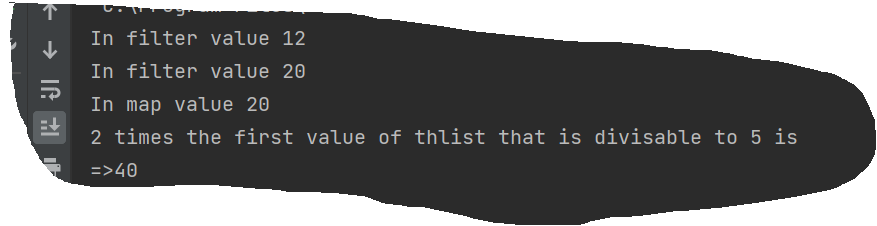 In filter value 12
In filter value 20
In map value 20
2 times the first value of thlist that is divisable to 5 is
=>40